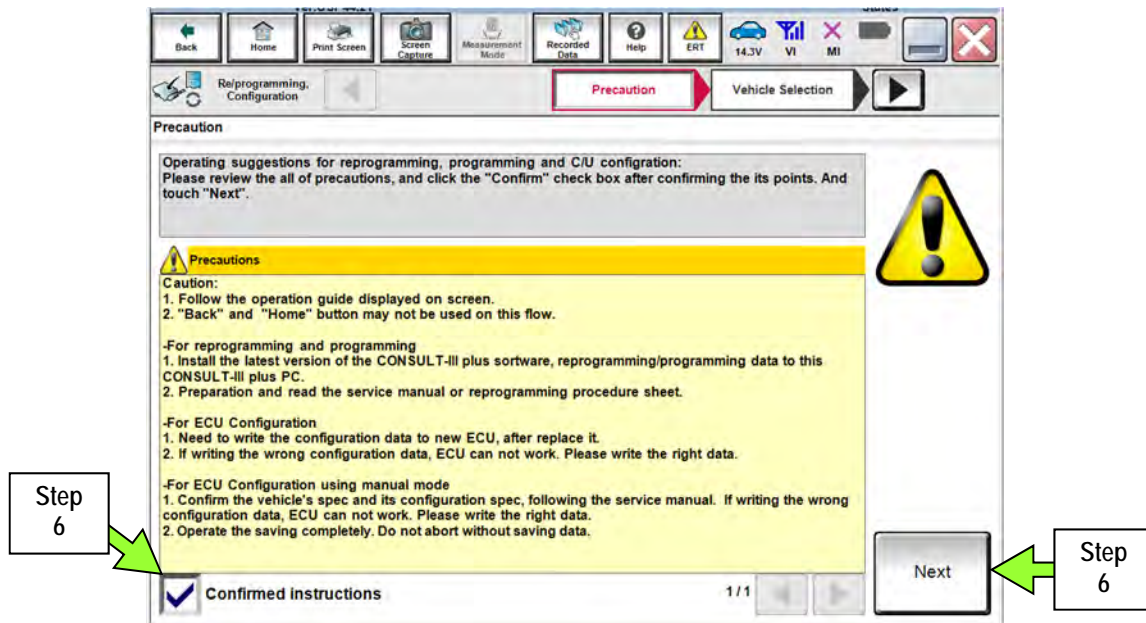 Back
Home
Print Screen
Screen
Capture
Measurement
Mode
Recorded
Data
Help
ERT
14.3V
VI
MI
Re/programming,
Configuration
Precaution
Vehicle Selection
Precaution
Operating suggestions for reprogramming, programming and C/U configration:
Please review the all of precautions, and click the "Confirm" check box after confirming the its points. And
touch "Next".
Precautions
Caution:
1. Follow the operation guide displayed on screen.
2. "Back" and "Home" button may not be used on this flow.
-For reprogramming and programming
1. Install the latest version of the CONSULT-III plus sortware, reprogramming/programming data to this
CONSULT-III plus PC.
2. Preparation and read the service manual or reprogramming procedure sheet.
-For ECU Configuration
1. Need to write the configuration data to new ECU, after replace it.
2. If writing the wrong configuration data, ECU can not work. Please write the right data.
-For ECU Configuration using manual mode
1. Confirm the vehicle's spec and its configuration spec, following the service manual. If writing the wrong
configuration data, ECU can not work. Please write the right data.
2. Operate the saving completely. Do not abort without saving data.
Step
6
Confirmed instructions
1/1
Next
Step
6